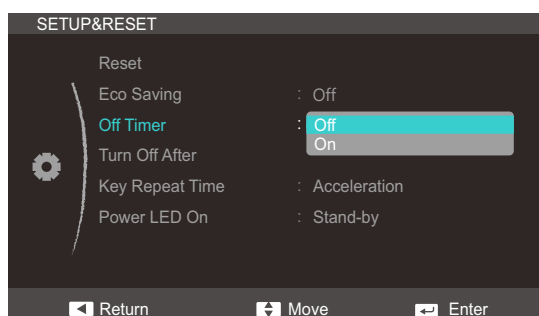 SETUP&RESET
Reset
Eco Saving : Off
Off Timer : Off
On
Turn Off After
Key Repeat Time : Acceleration
Power LED On : Stand-by
Return Move Enter